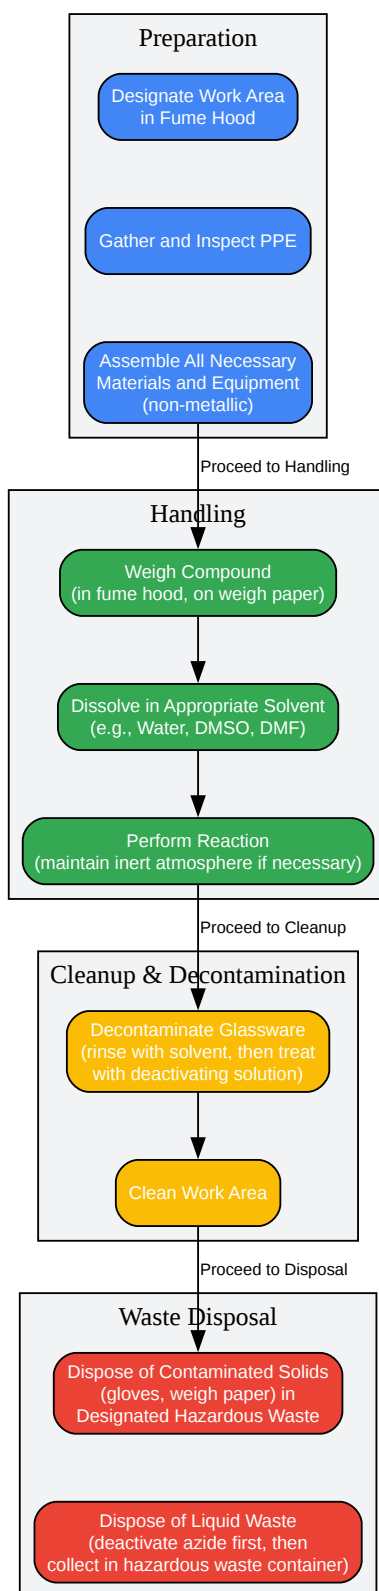 Preparation
Designate Work Area
in Fume Hood
Gather and Inspect PPE
Assemble All Necessary
Materials and Equipment
(non-metallic)
Proceed to Handling
Handling
Weigh Compound
(in fume hood, on weigh paper)
Dissolve in Appropriate Solvent
(e.g., Water, DMSO, DMF)
Perform Reaction
(maintain inert atmosphere if necessary)
Proceed to Cleanup
Cleanup & Decontamination
Decontaminate Glassware
(rinse with solvent, then treat
with deactivating solution)
Clean Work Area
Proceed to Disposal
Waste Disposal
Dispose of Contaminated Solids
(gloves, weigh paper) in
Designated Hazardous Waste
Dispose of Liquid Waste
(deactivate azide first, then
collect in hazardous waste container)